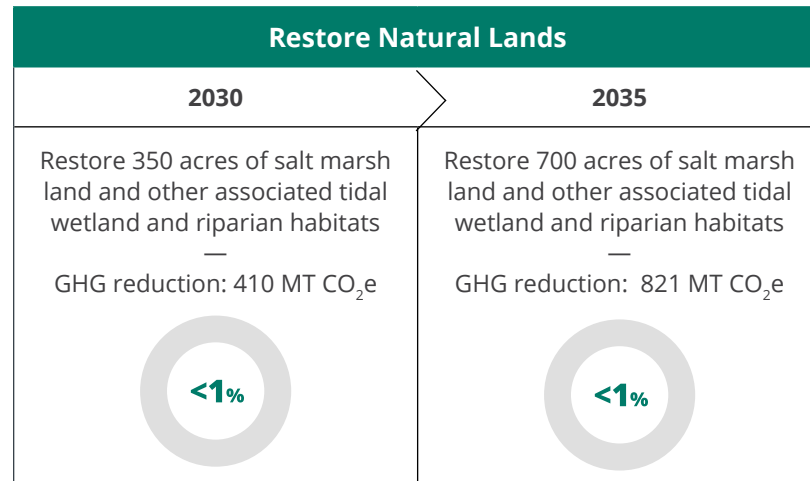 Restore Natural Lands
2030
2035
Restore 350 acres of salt marsh
land and other associated tidal
wetland and riparian habitats
—
GHG reduction: 410 MT CO₂e
<1%
Restore 700 acres of salt marsh
land and other associated tidal
wetland and riparian habitats
—
GHG reduction:  821 MT CO₂e
<1%